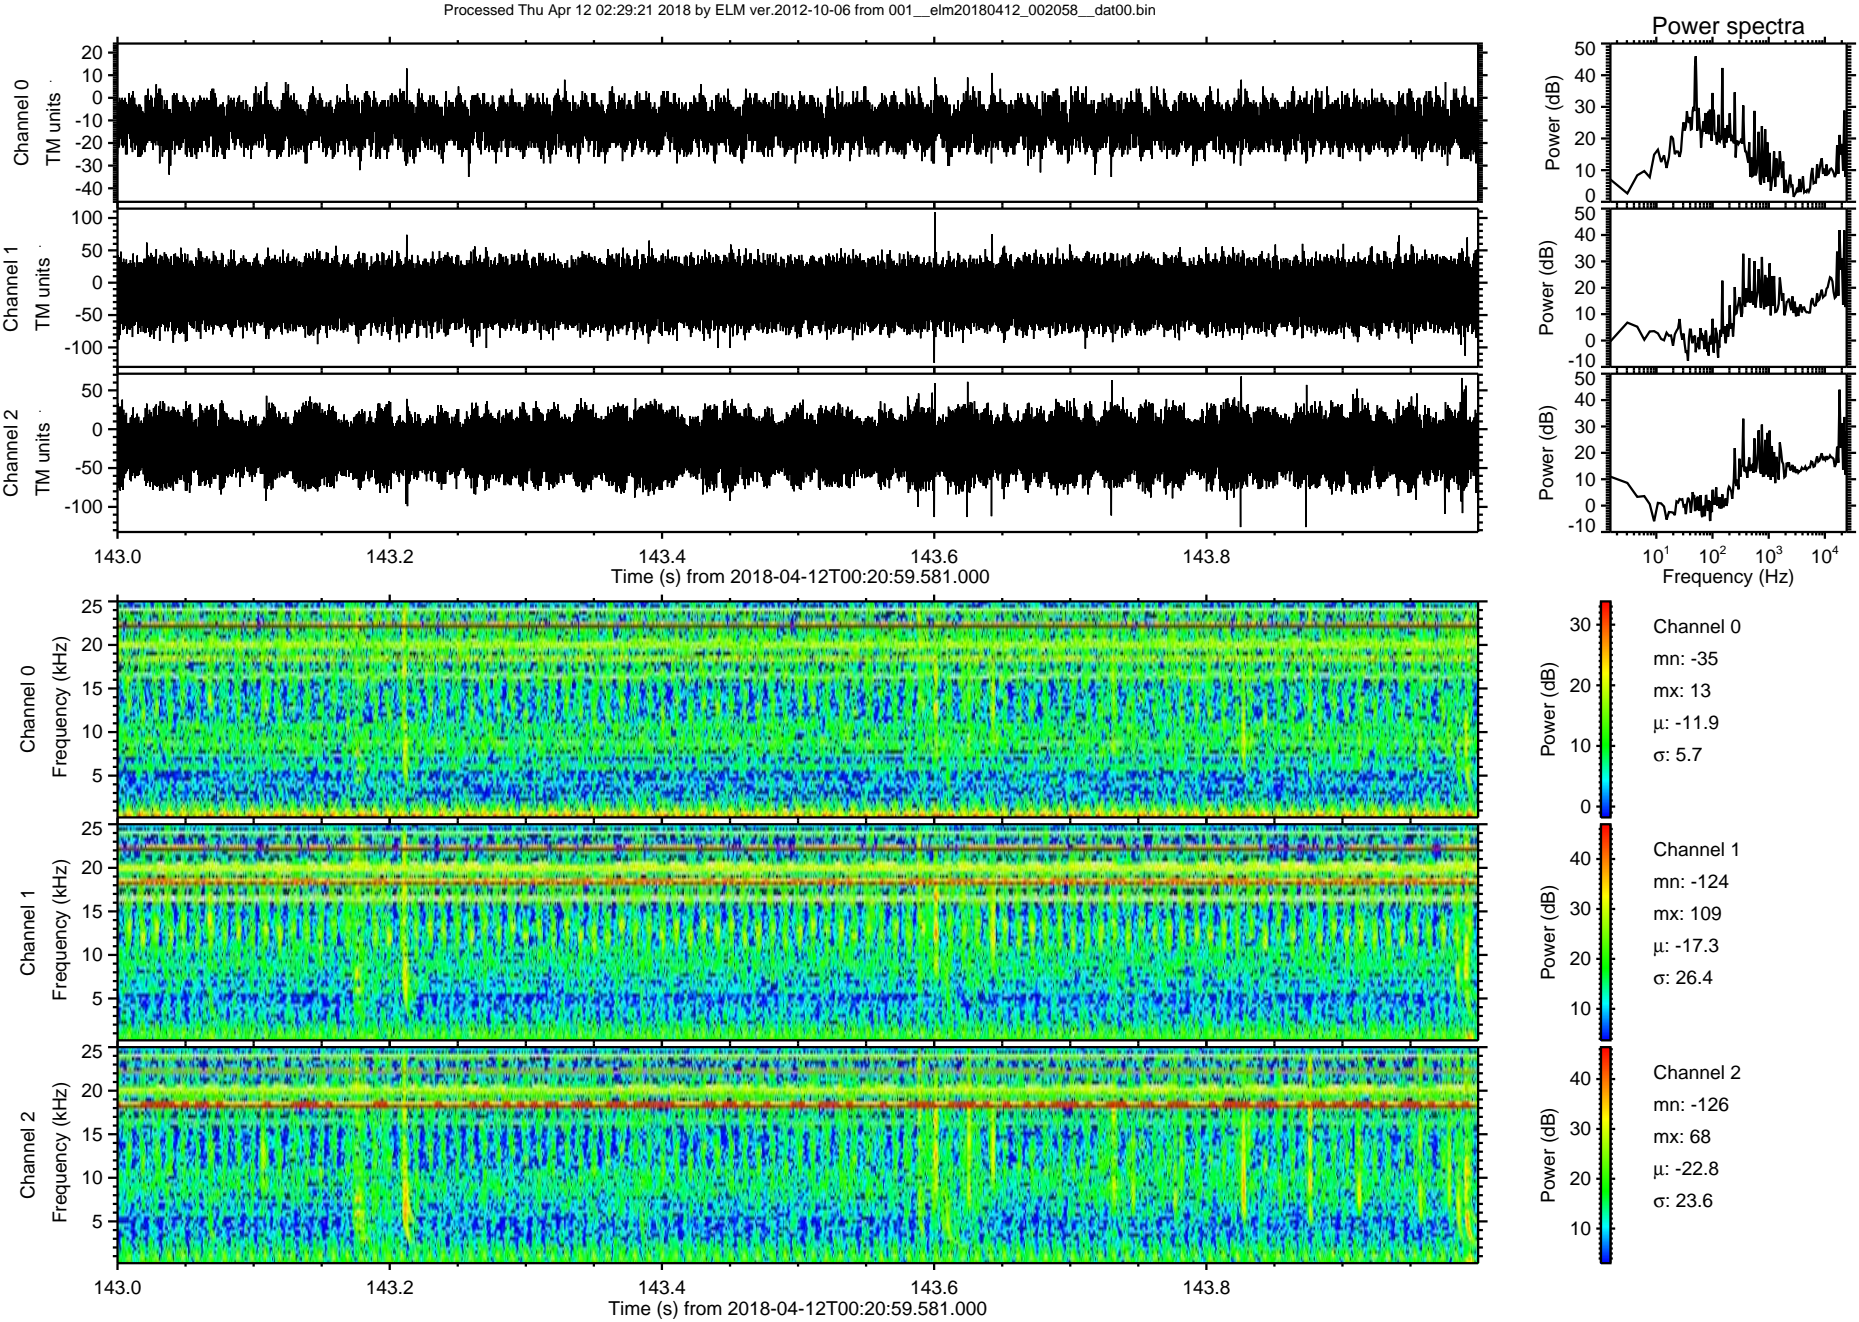 Processed Thu Apr 12 02:29:21 2018 by ELM ver.2012-10-06 from 001__elm20180412_002058__dat00.bin
Power spectra
Channel 0
TM units
20
10
0
-10
-20
-30
-40
Power (dB)
50
40
30
20
10
0
Channel 1
TM units
100
50
0
-50
-100
Power (dB)
50
40
30
20
10
0
-10
Channel 2
TM units
50
0
-50
-100
Power (dB)
50
40
30
20
10
0
-10
143.0 143.2 143.4 143.6 143.8
Time (s) from 2018-04-12T00:20:59.581.000
10^1 10^2 10^3 10^4
Frequency (Hz)
Channel 0
Frequency (kHz)
25
20
15
10
5
Power (dB)
30
20
10
0
Channel 0
mn: -35
mx: 13
μ: -11.9
σ: 5.7
Channel 1
Frequency (kHz)
25
20
15
10
5
Power (dB)
40
30
20
10
Channel 1
mn: -124
mx: 109
μ: -17.3
σ: 26.4
Channel 2
Frequency (kHz)
25
20
15
10
5
Power (dB)
40
30
20
10
Channel 2
mn: -126
mx: 68
μ: -22.8
σ: 23.6
143.0 143.2 143.4 143.6 143.8
Time (s) from 2018-04-12T00:20:59.581.000